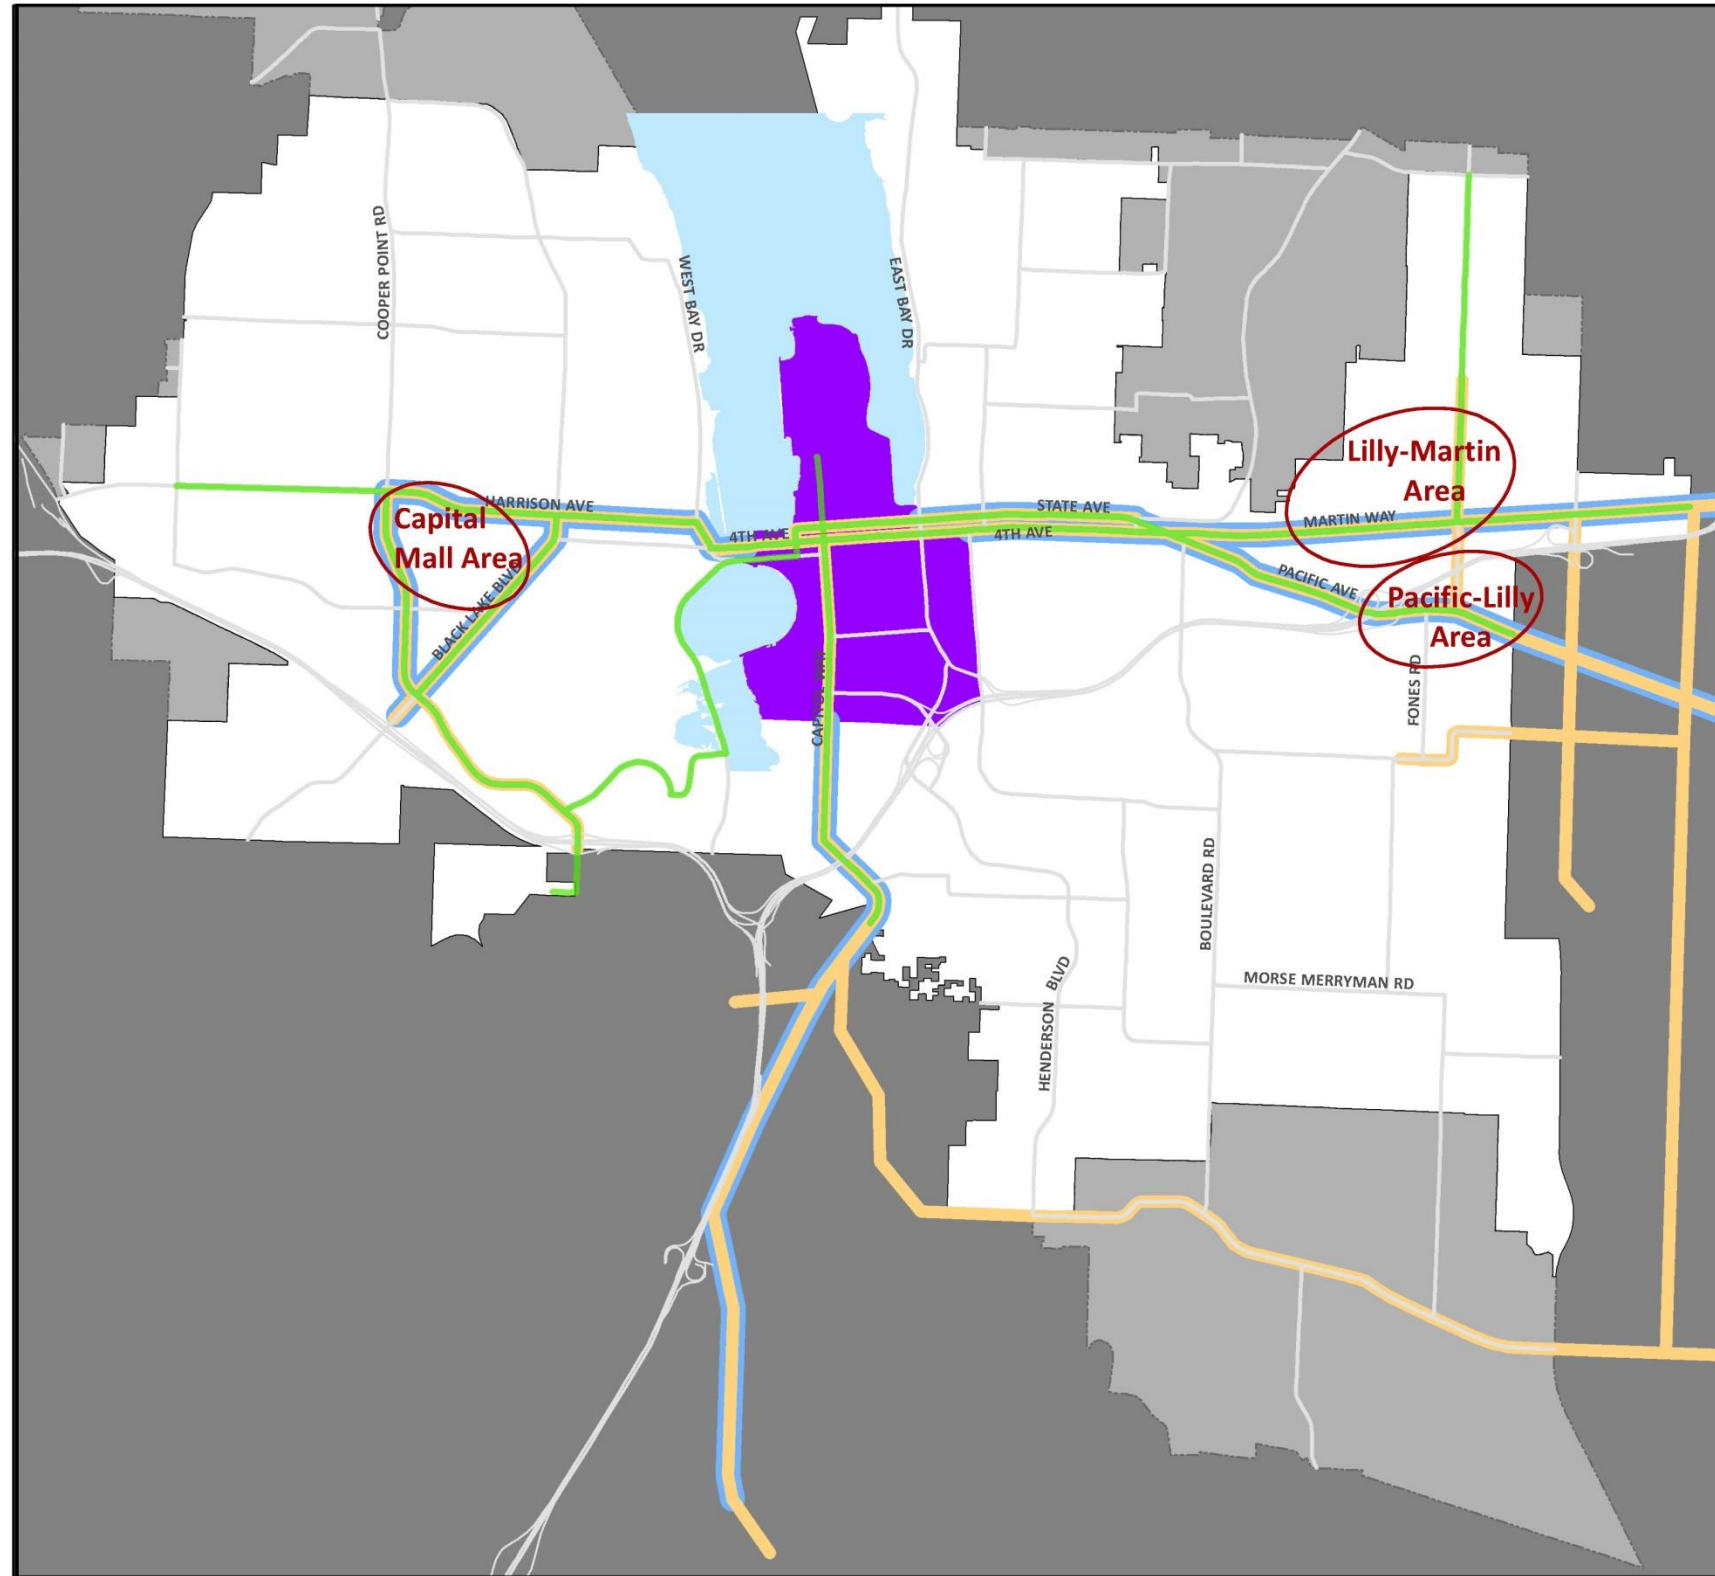 COOPER POINT RD
WEST BAY DR
EAST BAY DR
Lilly-Martin
Area
HARRISON AVE
STATE AVE
MARTIN WAY
Capital
Mall Area
4TH AVE
4TH AVE
BLACK LAKE BLVD
PACIFIC AVE
Pacific-Lilly
Area
CAPITOL WAY
FONES RD
BOULEVARD RD
HENDERSON BLVD
MORSE MERRYMAN RD